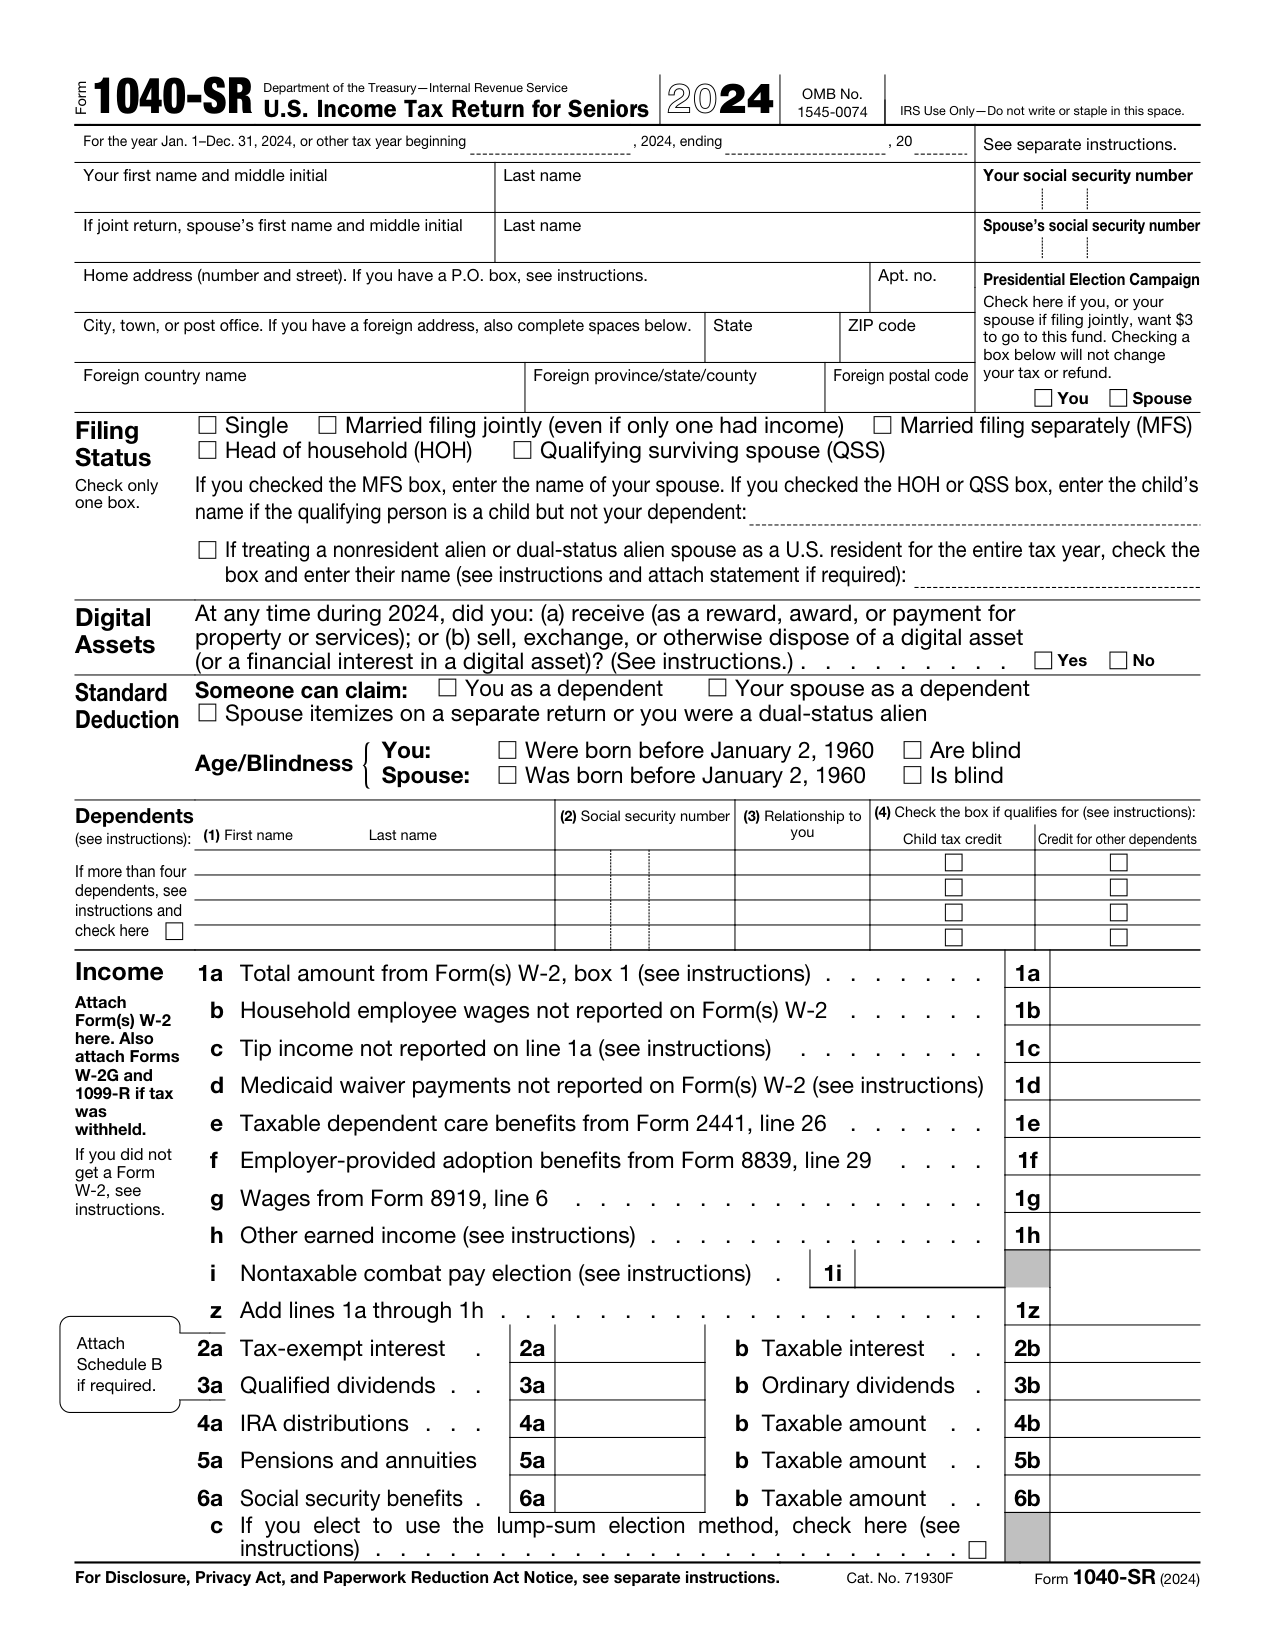 Form 1040-SR Department of the Treasury—Internal Revenue Service
U.S. Income Tax Return for Seniors 2024 OMB No. 1545-0074 IRS Use Only—Do not write or staple in this space.
For the year Jan. 1–Dec. 31, 2024, or other tax year beginning , 2024, ending , 20 See separate instructions.
Your first name and middle initial Last name Your social security number
If joint return, spouse’s first name and middle initial Last name Spouse’s social security number
Home address (number and street). If you have a P.O. box, see instructions. Apt. no.
City, town, or post office. If you have a foreign address, also complete spaces below. State ZIP code
Foreign country name Foreign province/state/county Foreign postal code
Presidential Election Campaign
Check here if you, or your
spouse if filing jointly, want $3
to go to this fund. Checking a
box below will not change
your tax or refund.
You Spouse
Filing
Status
Check only
one box.
Single Married filing jointly (even if only one had income) Married filing separately (MFS)
Head of household (HOH) Qualifying surviving spouse (QSS)
If you checked the MFS box, enter the name of your spouse. If you checked the HOH or QSS box, enter the child’s
name if the qualifying person is a child but not your dependent:
If treating a nonresident alien or dual-status alien spouse as a U.S. resident for the entire tax year, check the
box and enter their name (see instructions and attach statement if required):
Digital
Assets
At any time during 2024, did you: (a) receive (as a reward, award, or payment for
property or services); or (b) sell, exchange, or otherwise dispose of a digital asset
(or a financial interest in a digital asset)? (See instructions.) . . . . . . . . . Yes No
Standard
Deduction
Someone can claim: You as a dependent Your spouse as a dependent
Spouse itemizes on a separate return or you were a dual-status alien
Age/Blindness
You: Were born before January 2, 1960 Are blind
Spouse: Was born before January 2, 1960 Is blind
Dependents
(see instructions):
If more than four
dependents, see
instructions and
check here
(1) First name Last name
(2) Social security number
(3) Relationship to
you
(4) Check the box if qualifies for (see instructions):
Child tax credit Credit for other dependents
Income
Attach
Form(s) W-2
here. Also
attach Forms
W-2G and
1099-R if tax
was
withheld.
If you did not
get a Form
W-2, see
instructions.
1a Total amount from Form(s) W-2, box 1 (see instructions) . . . . . . . 1a
b Household employee wages not reported on Form(s) W-2 . . . . . . 1b
c Tip income not reported on line 1a (see instructions) . . . . . . . . 1c
d Medicaid waiver payments not reported on Form(s) W-2 (see instructions) 1d
e Taxable dependent care benefits from Form 2441, line 26 . . . . . . 1e
f Employer-provided adoption benefits from Form 8839, line 29 . . . . 1f
g Wages from Form 8919, line 6 . . . . . . . . . . . . . . . . . 1g
h Other earned income (see instructions) . . . . . . . . . . . . . . 1h
i Nontaxable combat pay election (see instructions) . 1i
z Add lines 1a through 1h . . . . . . . . . . . . . . . . . . . . 1z
Attach
Schedule B
if required.
2a Tax-exempt interest . 2a b Taxable interest . . 2b
3a Qualified dividends . . 3a b Ordinary dividends . 3b
4a IRA distributions . . . 4a b Taxable amount . . 4b
5a Pensions and annuities 5a b Taxable amount . . 5b
6a Social security benefits . 6a b Taxable amount . . 6b
c If you elect to use the lump-sum election method, check here (see
instructions) . . . . . . . . . . . . . . . . . . . . . . . .
For Disclosure, Privacy Act, and Paperwork Reduction Act Notice, see separate instructions. Cat. No. 71930F Form 1040-SR (2024)